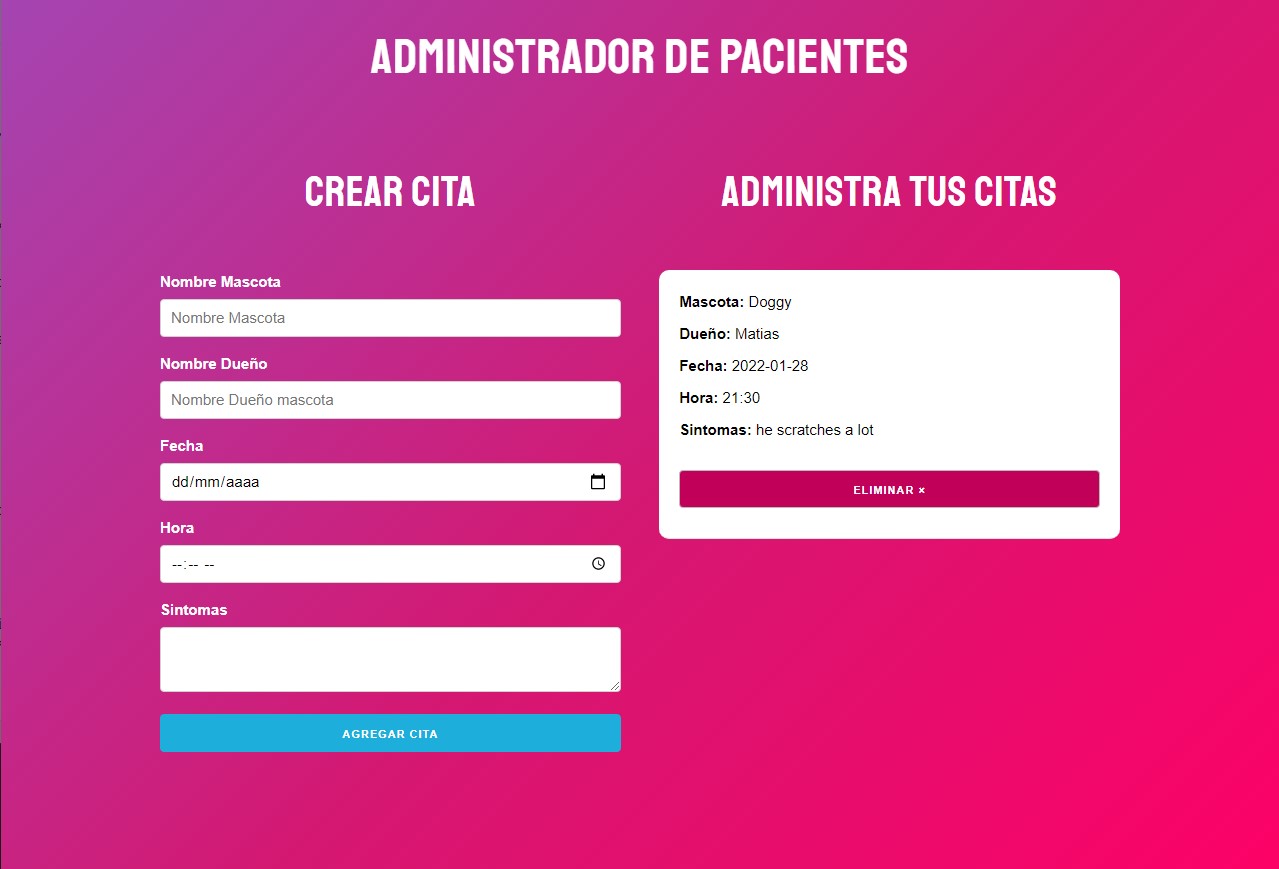 ADMINISTRADOR DE PACIENTES
CREAR CITA
Nombre Mascota
Nombre Mascota
Nombre Dueño
Nombre Dueño mascota
Fecha
dd/mm/aaaa
Hora
--:-- --
Sintomas
AGREGAR CITA
ADMINISTRA TUS CITAS
Mascota: Doggy
Dueño: Matias
Fecha: 2022-01-28
Hora: 21:30
Sintomas: he scratches a lot
ELIMINAR ×